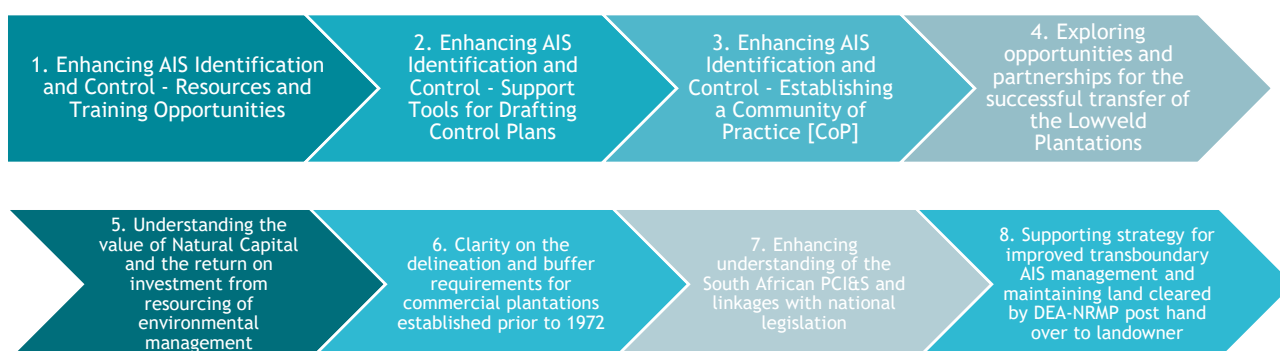 1. Enhancing AIS Identification
and Control - Resources and
Training Opportunities
2. Enhancing AIS
Identification and
Control - Support
Tools for Drafting
Control Plans
3. Enhancing AIS
Identification and
Control - Establishing
a Community of
Practice [CoP]
4. Exploring
opportunities and
partnerships for the
successful transfer of
the Lowveld
Plantations
5. Understanding the
value of Natural Capital
and the return on
investment from
resourcing of
environmental
management
6. Clarity on the
delineation and buffer
requirements for
commercial plantations
established prior to 1972
7. Enhancing
understanding of the
South African PCI&S and
linkages with national
legislation
8. Supporting strategy for
improved transboundary
AIS management and
maintaining land cleared
by DEA-NRMP post hand
over to landowner